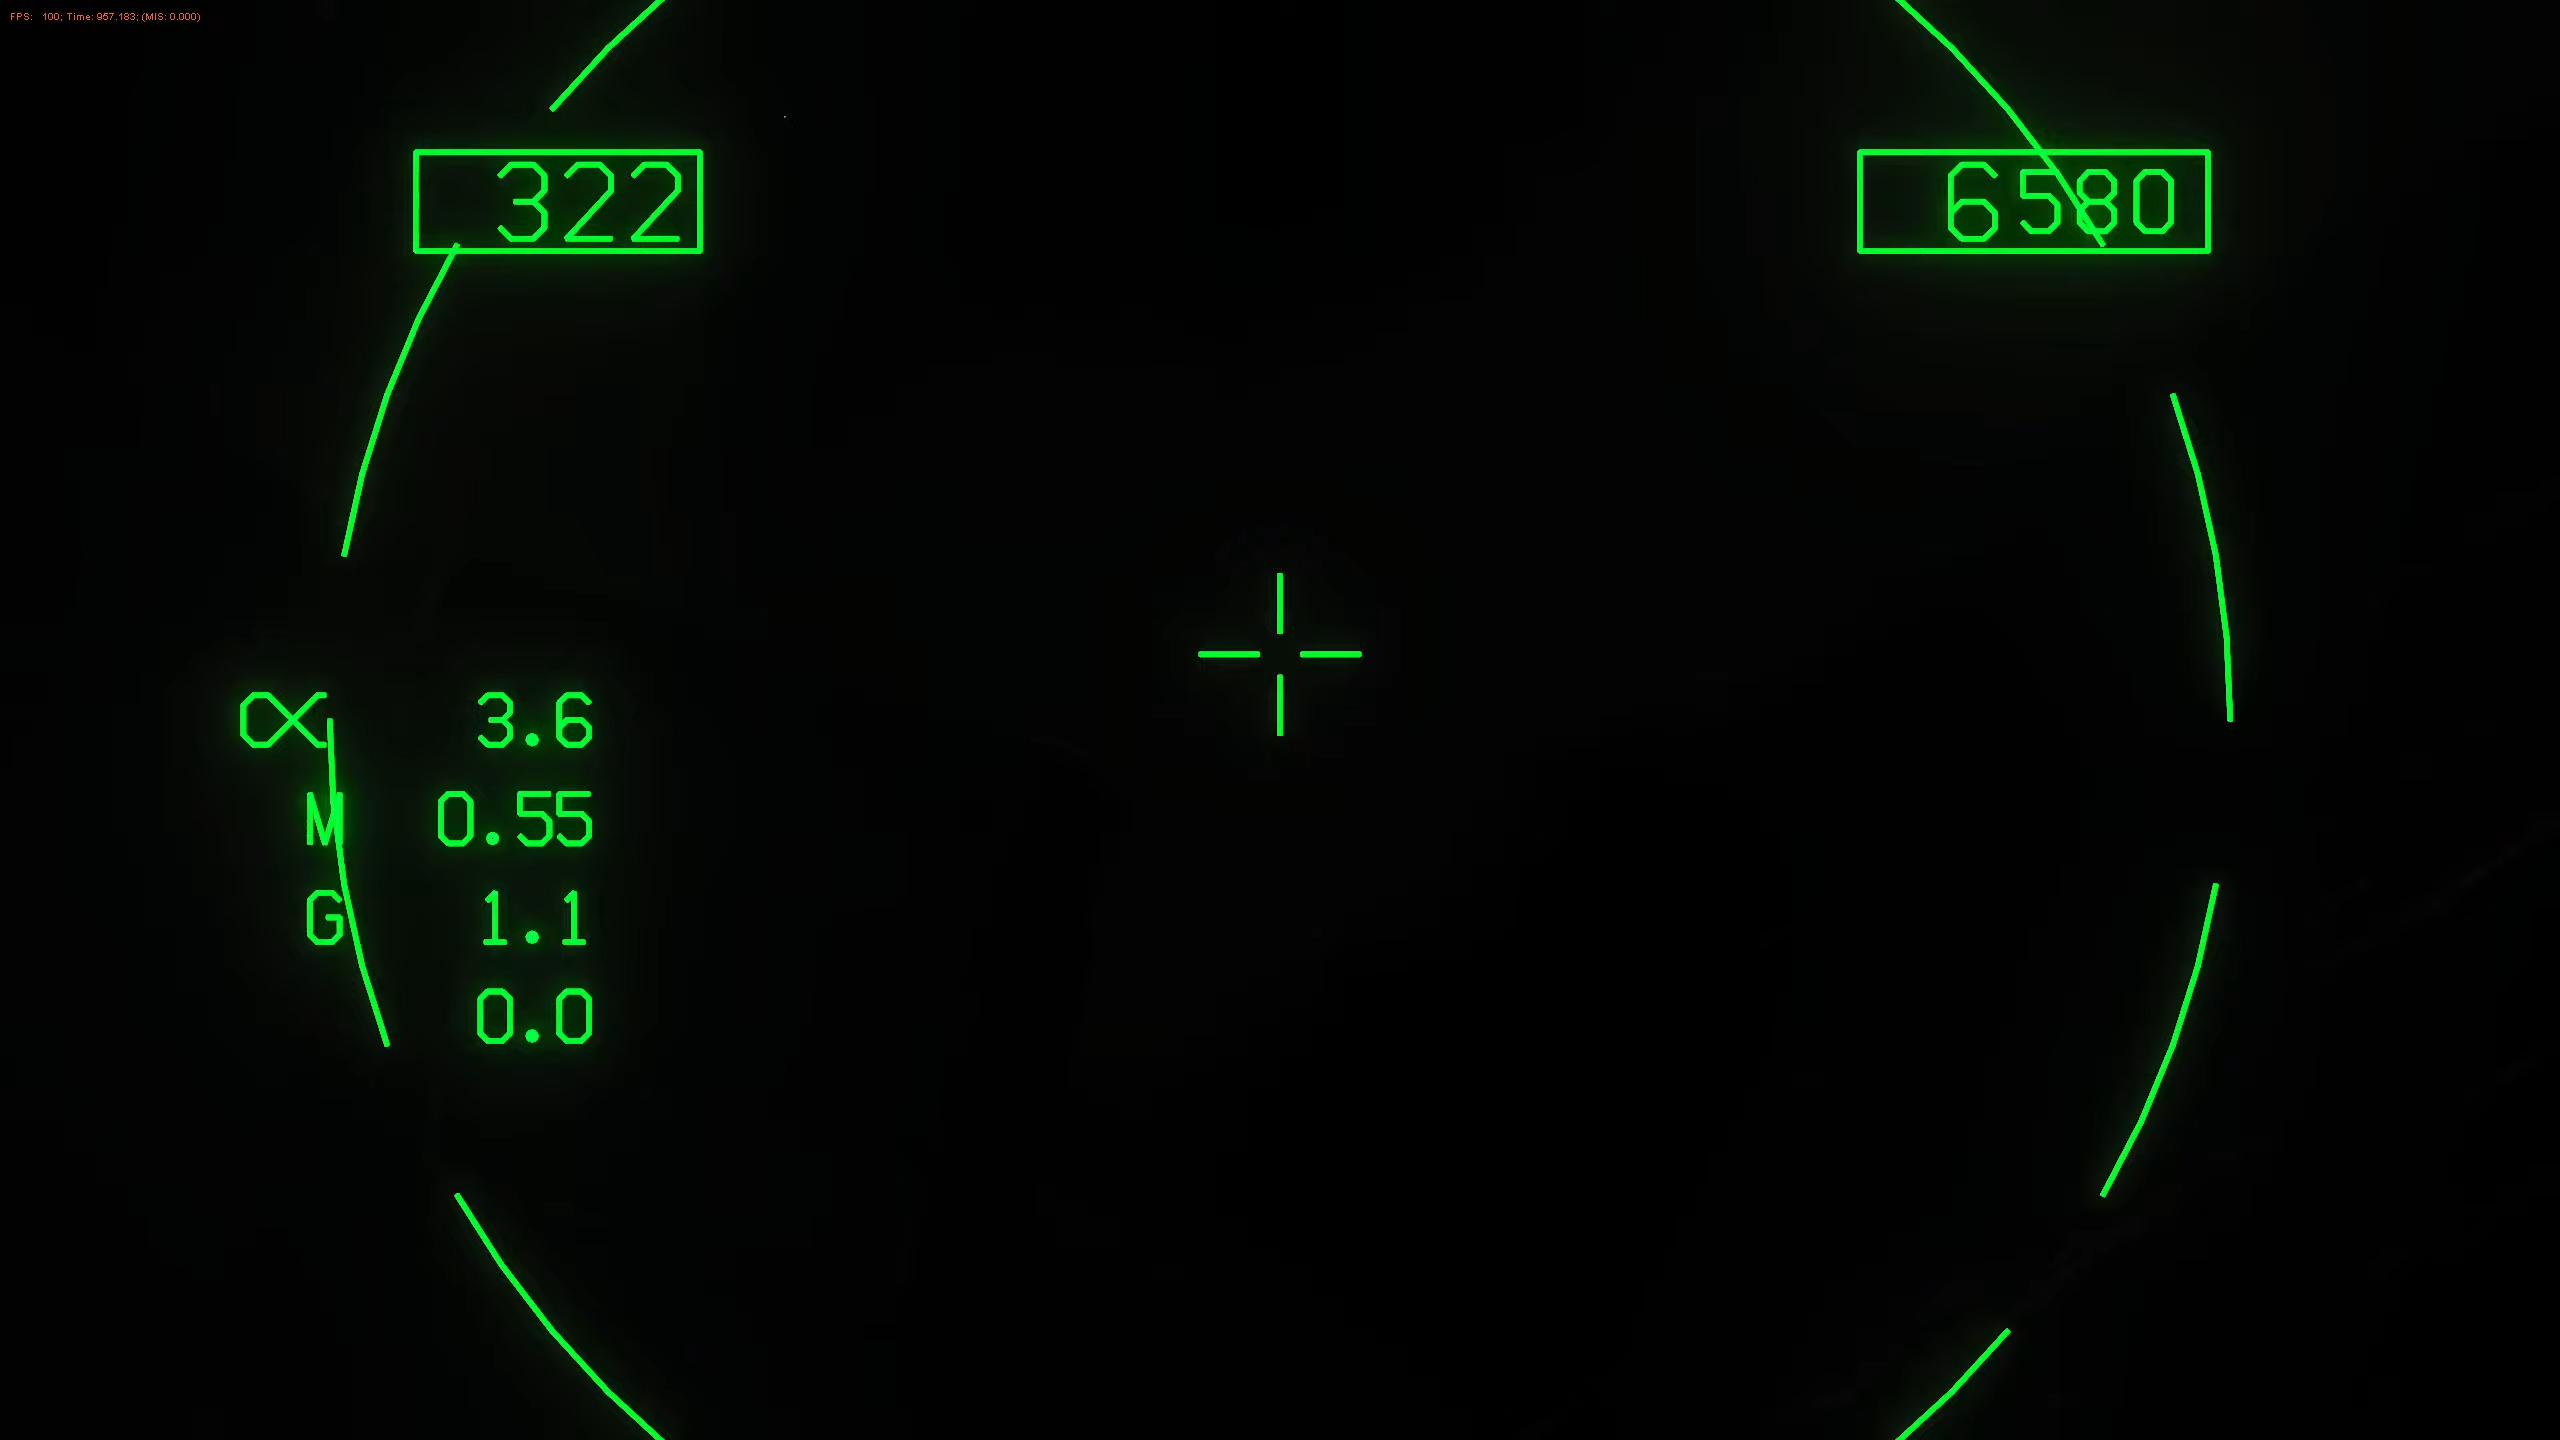 FPS: 100; Time: 957.183; (MIS: 0.000)
322
6580
α 3.6
M 0.55
G 1.1
0.0